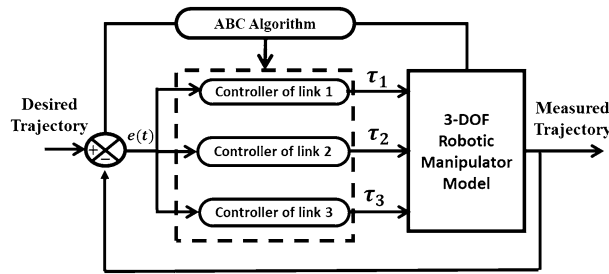 ABC Algorithm
Desired
Trajectory
+
−
e(t)
Controller of link 1
Controller of link 2
Controller of link 3
τ1
τ2
τ3
3-DOF
Robotic
Manipulator
Model
Measured
Trajectory